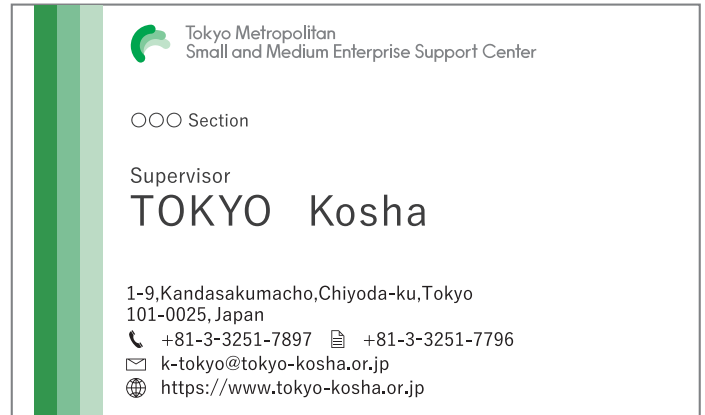 Tokyo Metropolitan
Small and Medium Enterprise Support Center
○○○ Section
Supervisor
TOKYO Kosha
1-9,Kandasakumacho,Chiyoda-ku,Tokyo
101-0025, Japan
+81-3-3251-7897 +81-3-3251-7796
k-tokyo@tokyo-kosha.or.jp
https://www.tokyo-kosha.or.jp